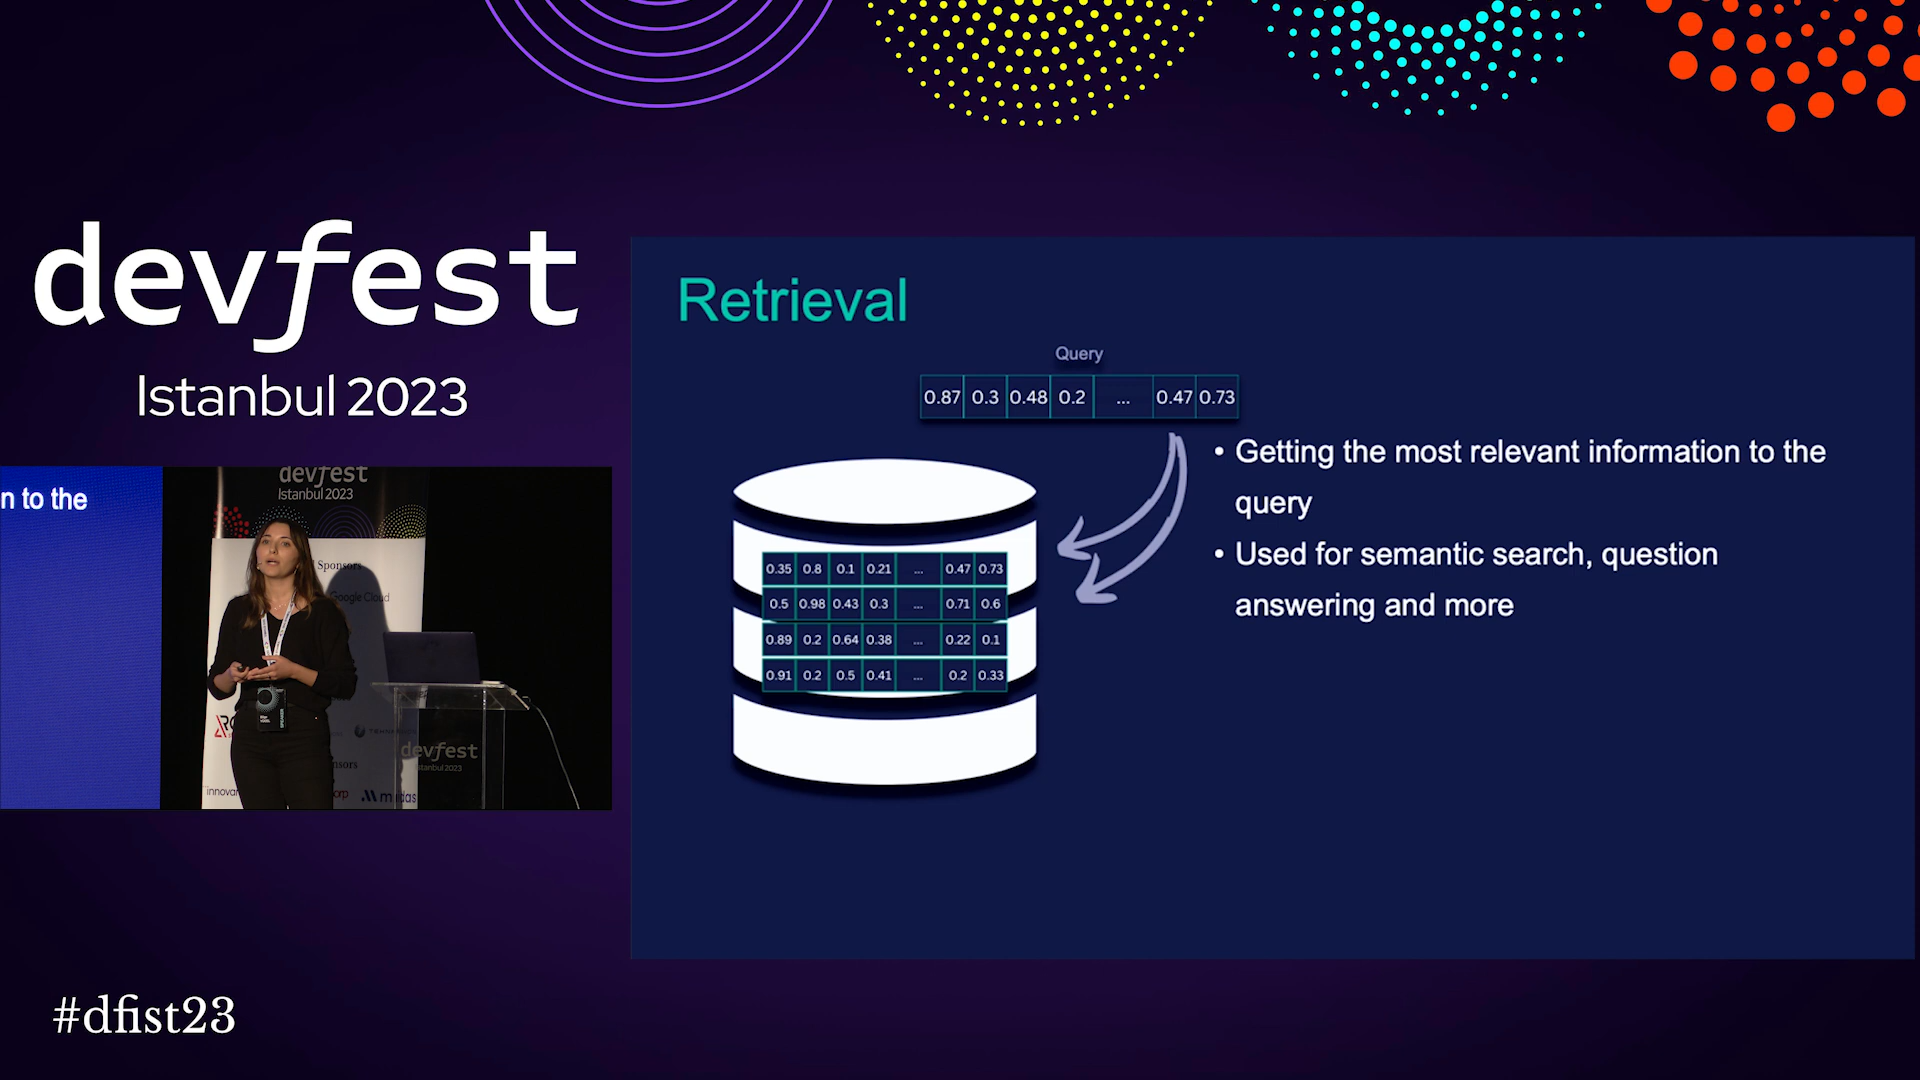 devfest
Istanbul 2023
n to the
devfest
Istanbul 2023
Sponsors
Google Cloud
SPEAKER
devfest
Istanbul 2023
innova
Retrieval
Query
0.87 0.3 0.48 0.2 ... 0.47 0.73
0.35 0.8 0.1 0.21 ... 0.47 0.73
0.5 0.98 0.43 0.3 ... 0.71 0.6
0.89 0.2 0.64 0.38 ... 0.22 0.1
0.91 0.2 0.5 0.41 ... 0.2 0.33
• Getting the most relevant information to the
query
• Used for semantic search, question
answering and more
#dfist23